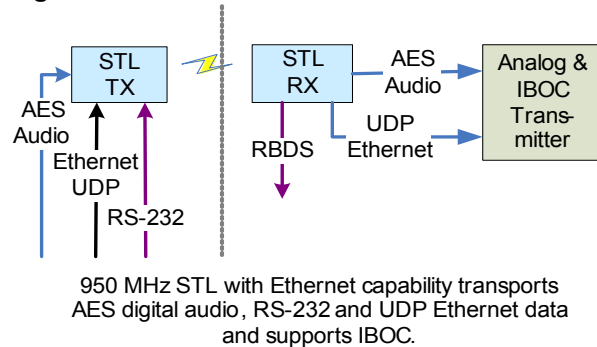 STL
TX
STL
RX
AES
Audio
Analog &
IBOC
Trans-
mitter
AES
Audio
Ethernet
UDP
RS-232
RBDS
UDP
Ethernet
950 MHz STL with Ethernet capability transports
AES digital audio, RS-232 and UDP Ethernet data
and supports IBOC.